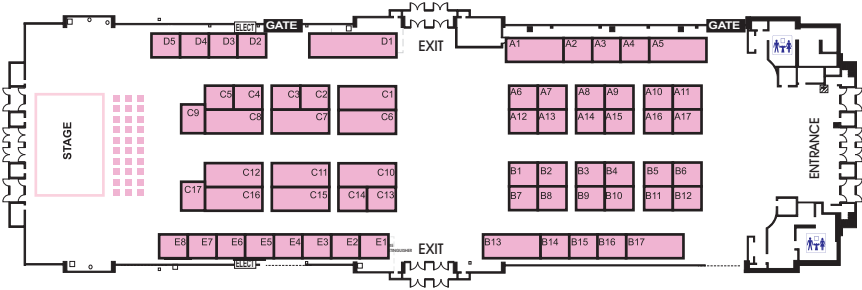 ELECT GATE GATE
D5 D4 D3 D2 D1 EXIT A1 A2 A3 A4 A5
C5 C4 C3 C2 C1 A6 A7 A8 A9 A10 A11
C9 C8 C7 C6 A12 A13 A14 A15 A16 A17
STAGE
ENTRANCE
C12 C11 C10 B1 B2 B3 B4 B5 B6
C17 C16 C15 C14 C13 B7 B8 B9 B10 B11 B12
E8 E7 E6 E5 E4 E3 E2 E1 EXIT B13 B14 B15 B16 B17
ELECT